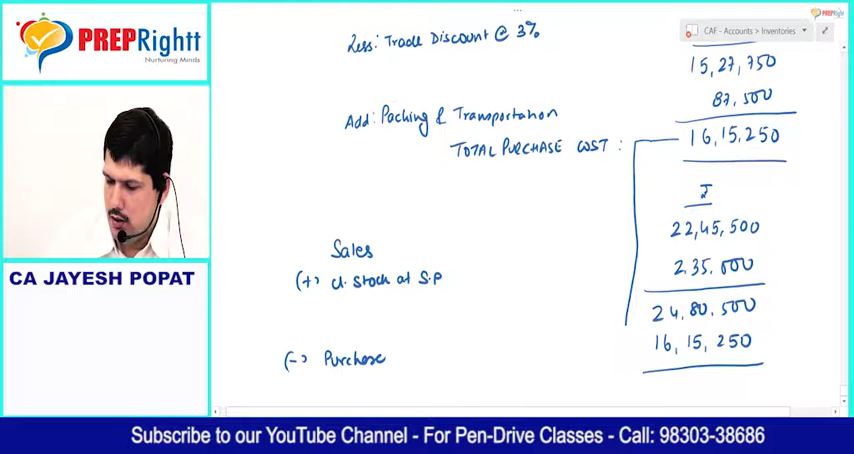 PREPRightt
Nurturing Minds
CA JAYESH POPAT
CAF - Accounts > Inventories
Less: Trade Discount @ 3%
15,27,750
Add: Packing & Transportation 87,500
TOTAL PURCHASE COST : 16,15,250
₹
Sales 22,45,500
(+) Cl. Stock at S.P 2,35,000
24,80,500
(-) Purchase 16,15,250
Subscribe to our YouTube Channel - For Pen-Drive Classes - Call: 98303-38686